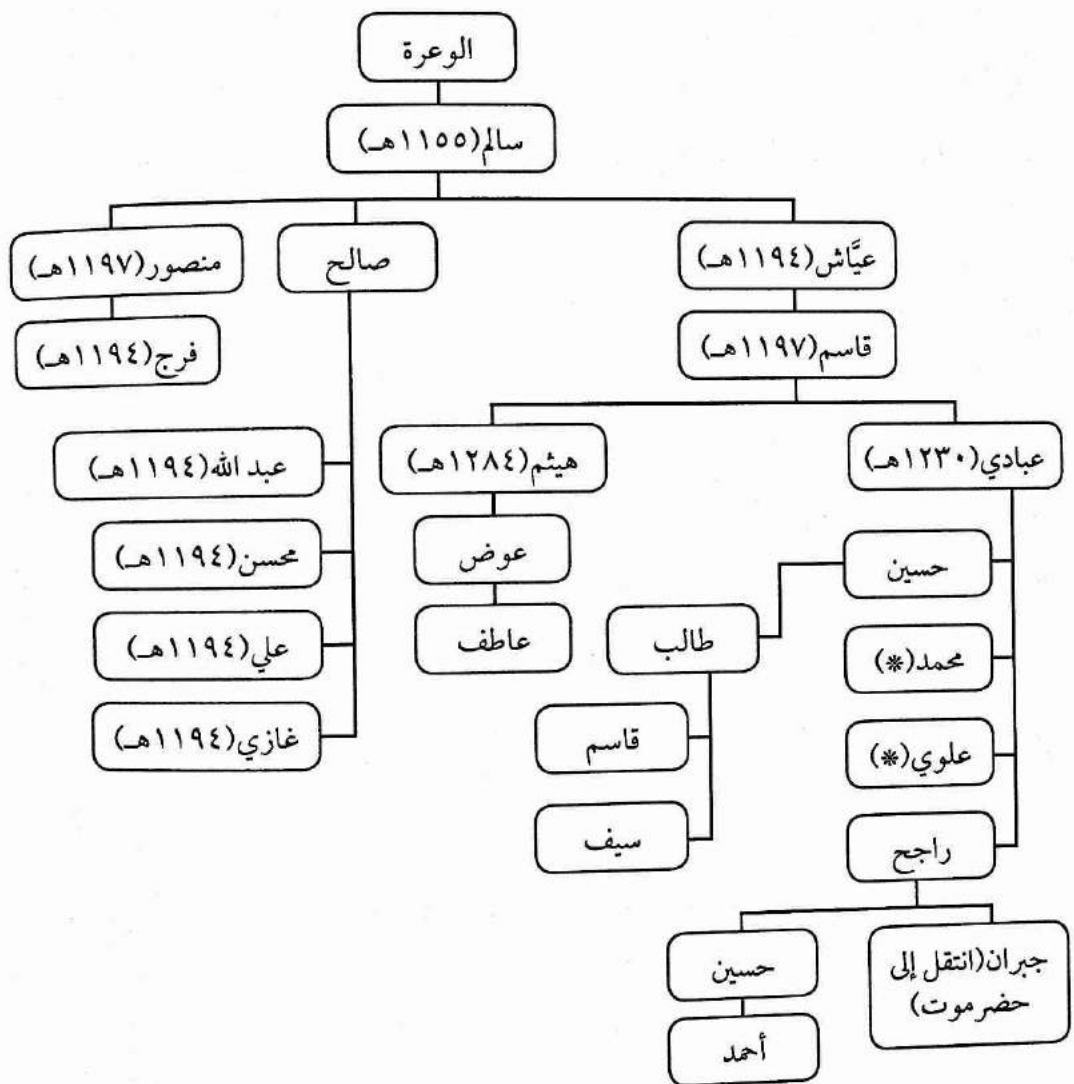 الوعرة
سالم(١١٥٥هـ)
عيَّاش(١١٩٤هـ)
صالح
منصور(١١٩٧هـ)
قاسم(١١٩٧هـ)
فرج(١١٩٤هـ)
عبادي(١٢٣٠هـ)
هيثم(١٢٨٤هـ)
عبد الله(١١٩٤هـ)
حسين
عوض
محسن(١١٩٤هـ)
طالب
عاطف
علي(١١٩٤هـ)
محمد(*)
قاسم
غازي(١١٩٤هـ)
علوي(*)
سيف
راجح
جبران(انتقل إلى
حضرموت)
حسين
أحمد